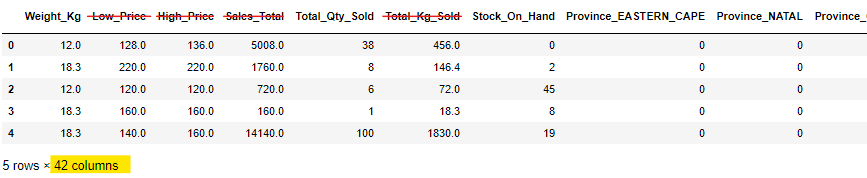 Weight_Kg Low_Price High_Price Sales_Total Total_Qty_Sold Total_Kg_Sold Stock_On_Hand Province_EASTERN_CAPE Province_NATAL Province_
0 12.0 128.0 136.0 5008.0 38 456.0 0 0 0
1 18.3 220.0 220.0 1760.0 8 146.4 2 0 0
2 12.0 120.0 120.0 720.0 6 72.0 45 0 0
3 18.3 160.0 160.0 160.0 1 18.3 8 0 0
4 18.3 140.0 160.0 14140.0 100 1830.0 19 0 0
5 rows × 42 columns